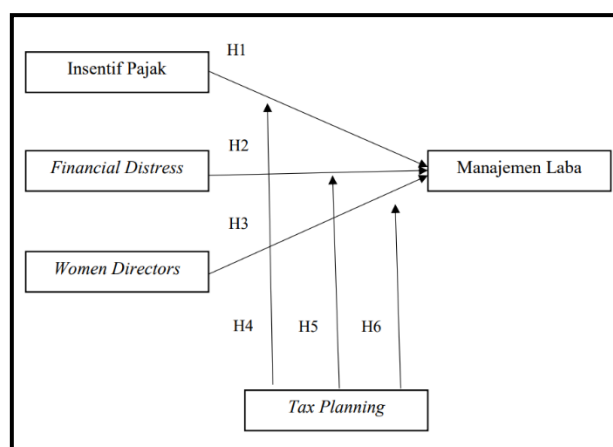 H1
Insentif Pajak
H2
Financial Distress
Manajemen Laba
H3
Women Directors
H4
H5
H6
Tax Planning